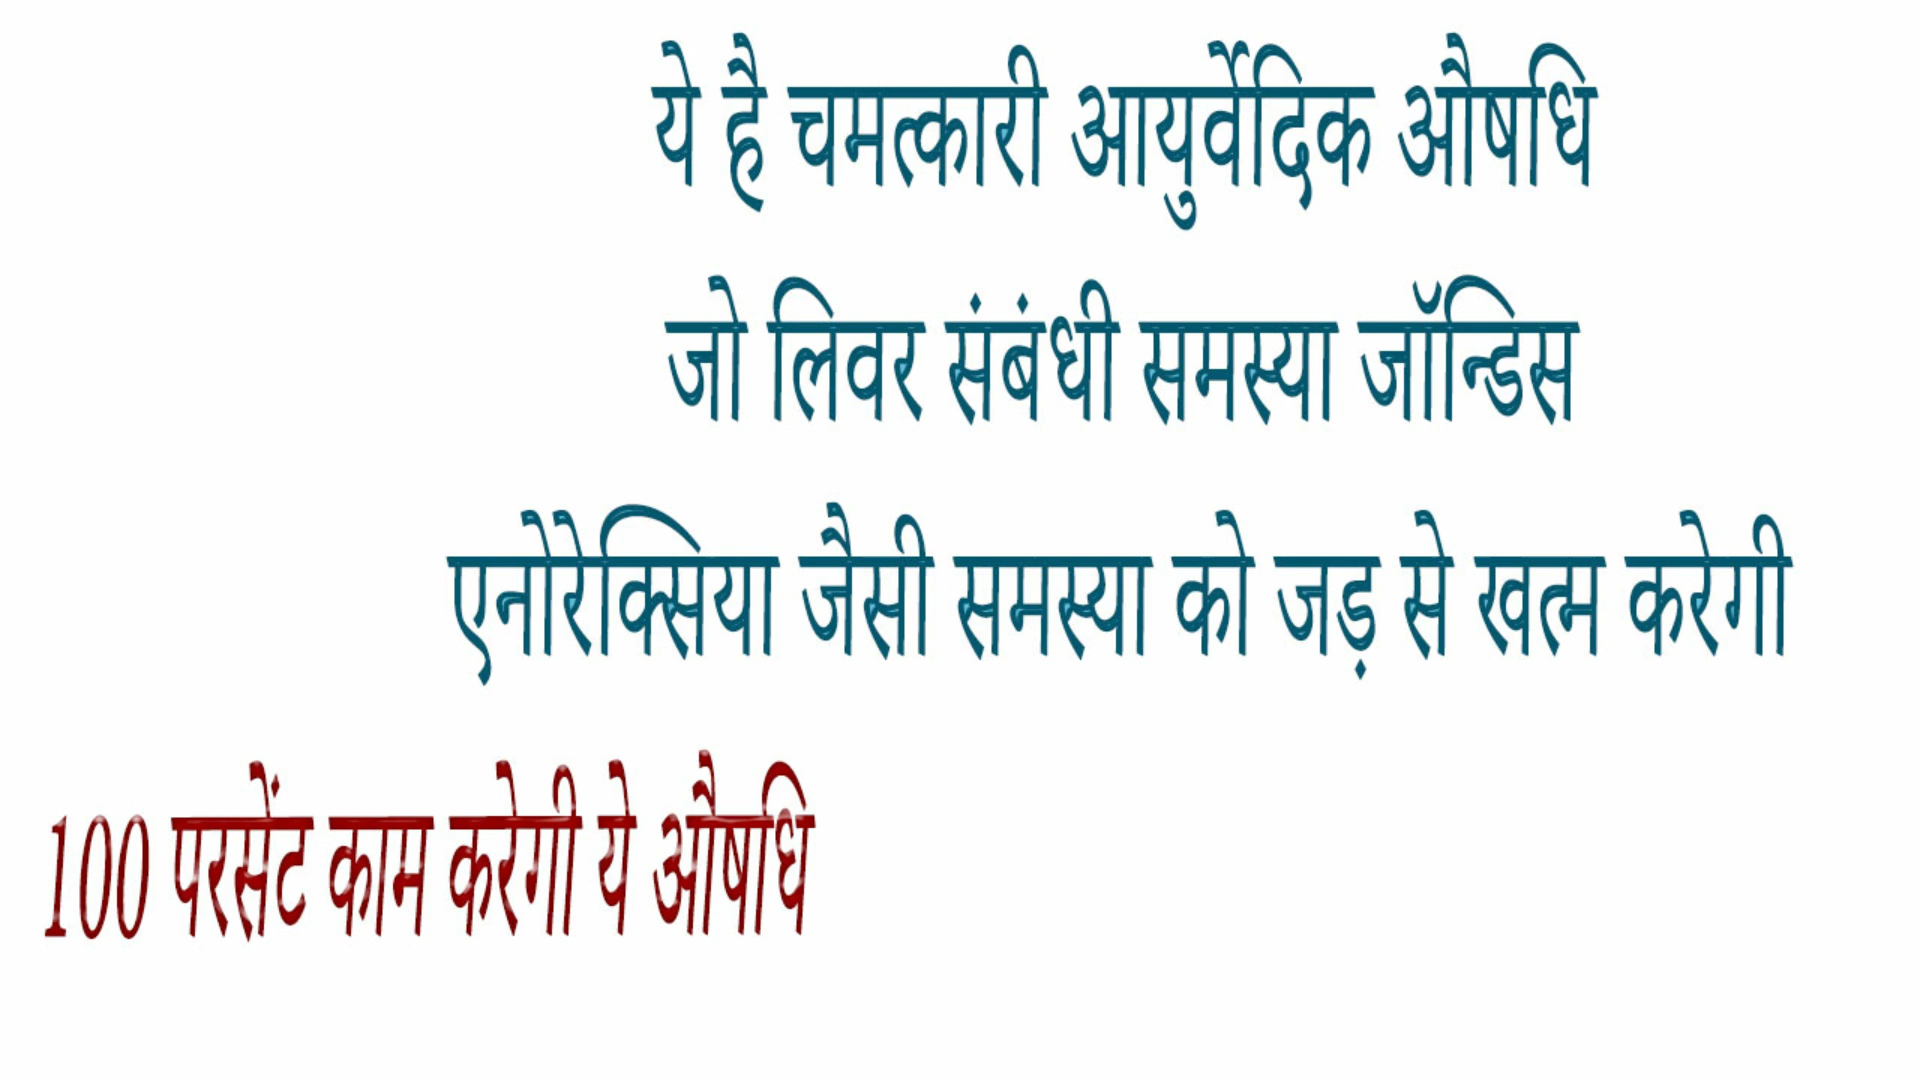 ये है चमत्कारी आयुर्वेदिक औषधि
जो लिवर संबंधी समस्या जॉन्डिस
एनोरेक्सिया जैसी समस्या को जड़ से खत्म करेगी
100 परसेंट काम करेगी ये औषधि